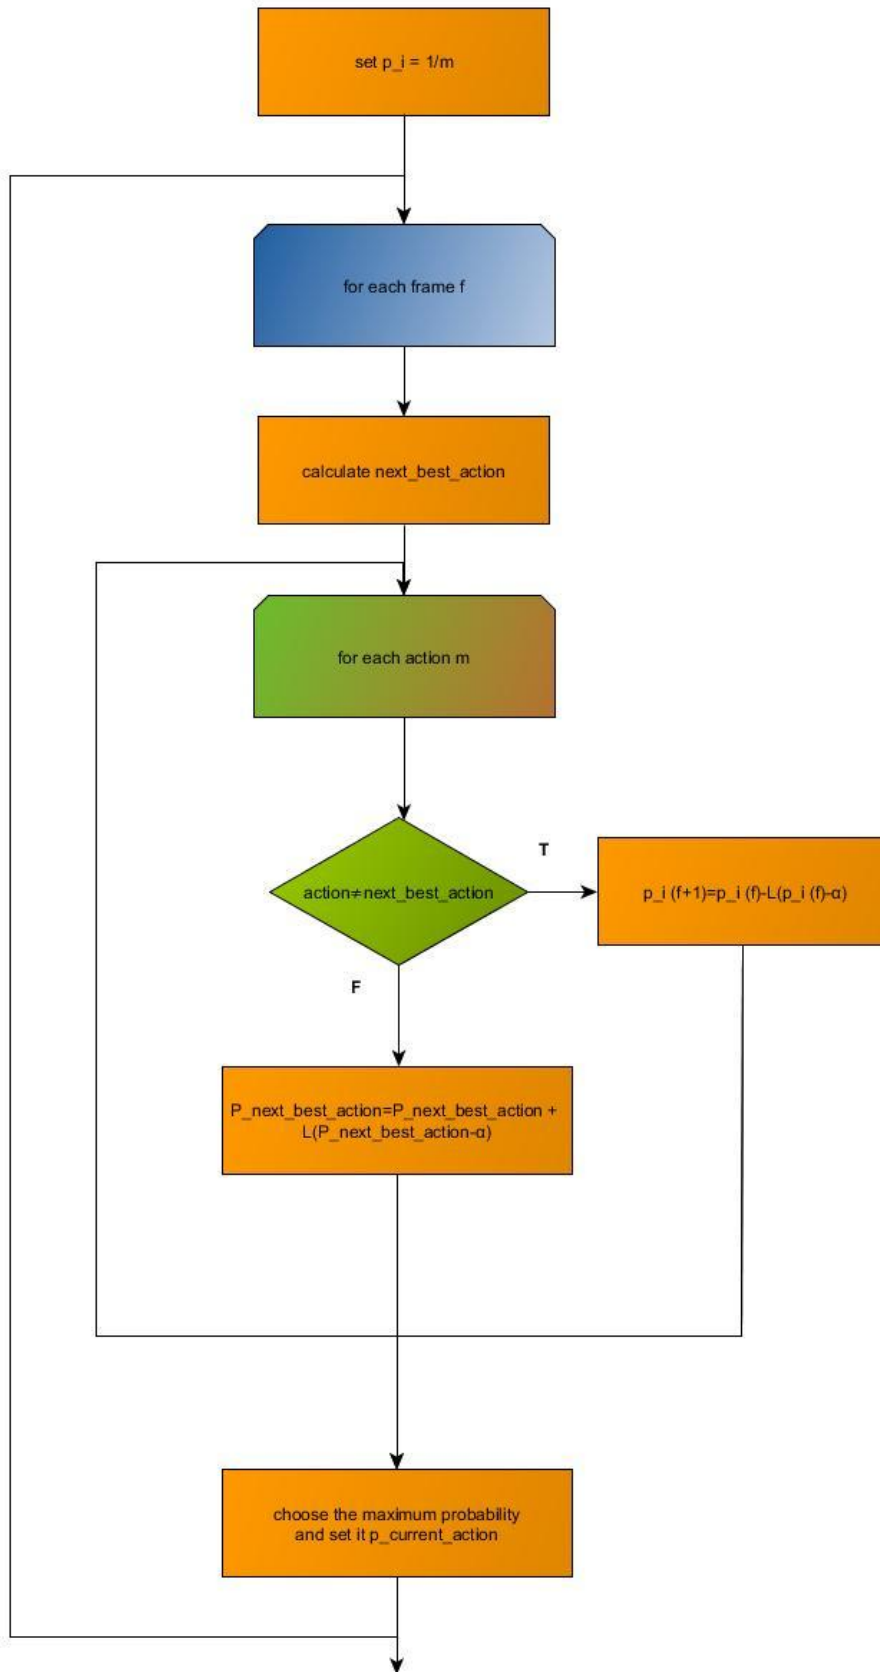 set p_i = 1/m
for each frame f
calculate next_best_action
for each action m
action≠next_best_action
T
p_i (f+1)=p_i (f)-L(p_i (f)-α)
F
P_next_best_action=P_next_best_action +
L(P_next_best_action-α)
choose the maximum probability
and set it p_current_action